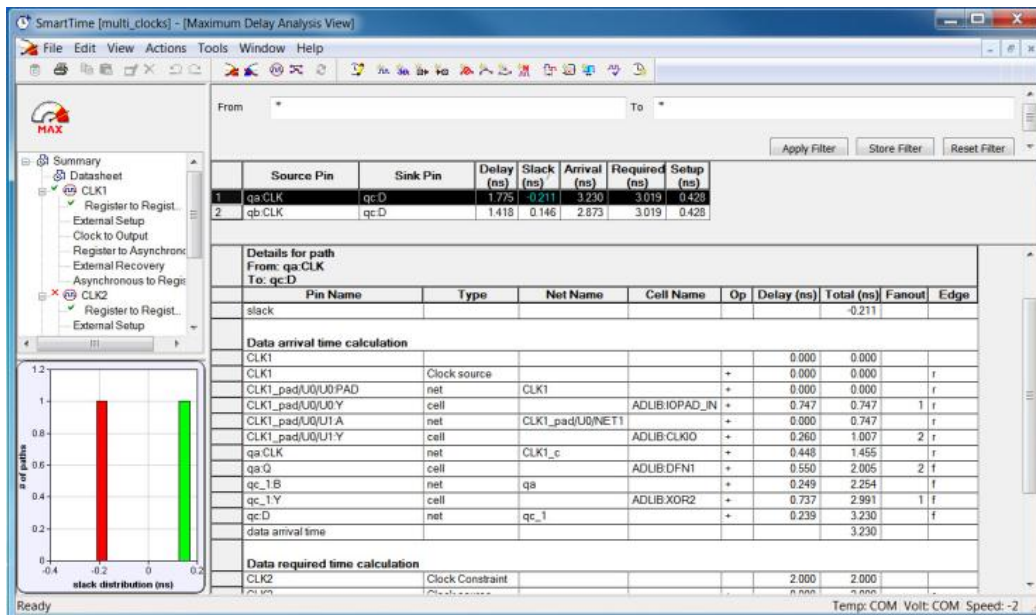 SmartTime [multi_clocks] - [Maximum Delay Analysis View]
File Edit View Actions Tools Window Help
MAX
From * To *
Apply Filter Store Filter Reset Filter
Summary
Datasheet
CLK1
Register to Regist..
External Setup
Clock to Output
Register to Asynchronc
External Recovery
Asynchronous to Regis
CLK2
Register to Regist..
External Setup
Source Pin Sink Pin Delay (ns) Slack (ns) Arrival (ns) Required (ns) Setup (ns)
1 qa:CLK qc:D 1.775 -0.211 3.230 3.019 0.428
2 qb:CLK qc:D 1.418 0.146 2.873 3.019 0.428
Details for path
From: qa:CLK
To: qc:D
Pin Name Type Net Name Cell Name Op Delay (ns) Total (ns) Fanout Edge
slack -0.211
Data arrival time calculation
CLK1 0.000 0.000
CLK1 Clock source + 0.000 0.000 r
CLK1_pad/U0/U0:PAD net CLK1 + 0.000 0.000 r
CLK1_pad/U0/U0:Y cell ADLIB:IOPAD_IN + 0.747 0.747 1 r
CLK1_pad/U0/U1:A net CLK1_pad/U0/NET1 + 0.000 0.747 r
CLK1_pad/U0/U1:Y cell ADLIB:CLKIO + 0.260 1.007 2 r
qa:CLK net CLK1_c + 0.448 1.455 r
qa:Q cell ADLIB:DFN1 + 0.550 2.005 2 f
qc_1:B net qa + 0.249 2.254 f
qc_1:Y cell ADLIB:XOR2 + 0.737 2.991 1 f
qc:D net qc_1 + 0.239 3.230 f
data arrival time 3.230
Data required time calculation
CLK2 Clock Constraint 2.000 2.000
1.2
1
0.8
0.6
0.4
0.2
0
# of paths
-0.4 -0.2 0 0.2
slack distribution (ns)
Ready Temp: COM Volt: COM Speed: -2